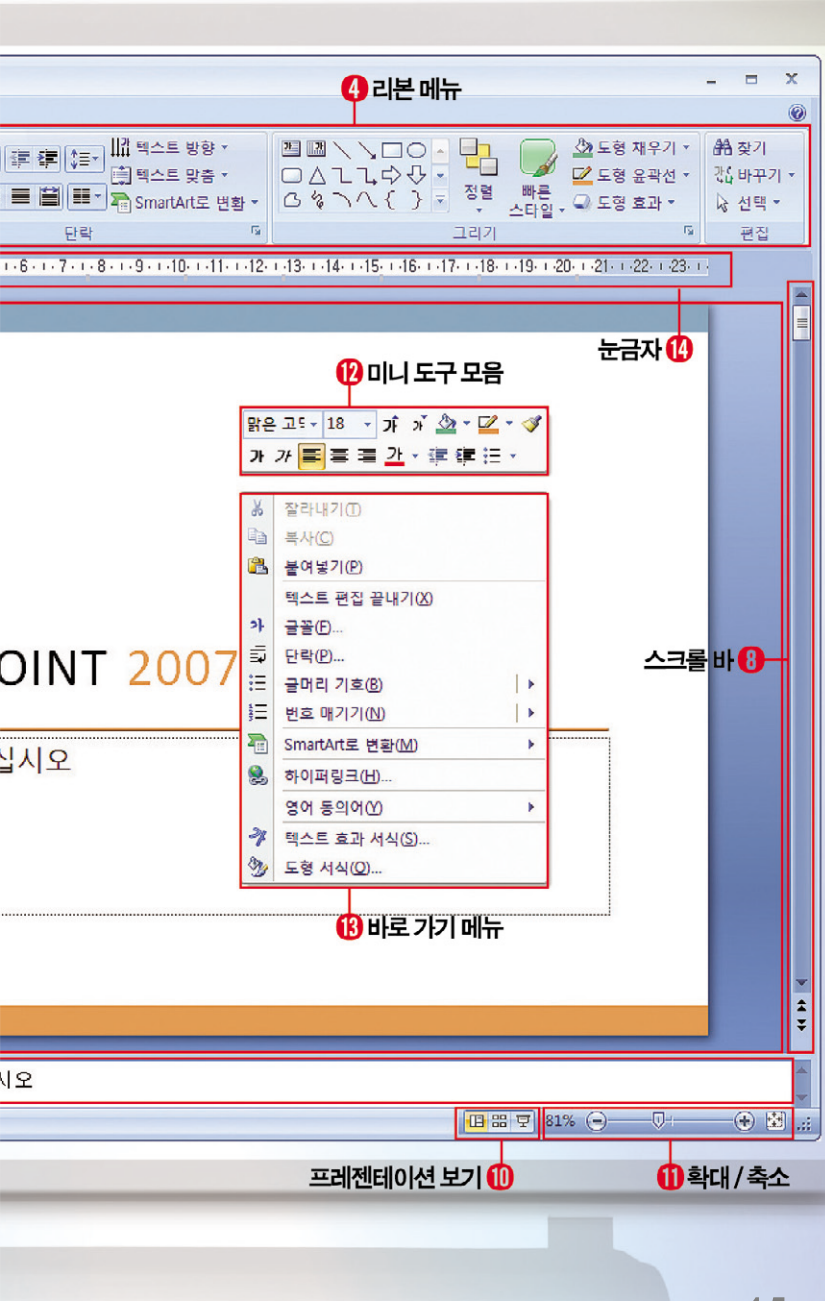 4 리본 메뉴
텍스트 방향
텍스트 맞춤
SmartArt로 변환
단락
정렬
빠른
스타일
도형 채우기
도형 윤곽선
도형 효과
그리기
찾기
바꾸기
선택
편집
6 7 8 9 10 11 12 13 14 15 16 17 18 19 20 21 22 23
눈금자 14
12 미니 도구 모음
맑은 고 18 가 가
가 가 가
잘라내기(T)
복사(C)
붙여넣기(P)
텍스트 편집 끝내기(X)
글꼴(F)...
단락(P)...
글머리 기호(B)
번호 매기기(N)
SmartArt로 변환(M)
하이퍼링크(H)...
영어 동의어(Y)
텍스트 효과 서식(S)...
도형 서식(O)...
OINT 2007
스크롤 바 8
십시오
13 바로 가기 메뉴
시오
81%
프레젠테이션 보기 10
11 확대 / 축소